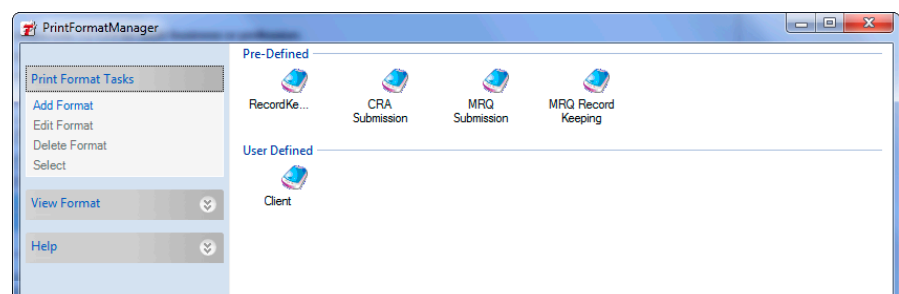 PrintFormatManager
Print Format Tasks
Add Format
Edit Format
Delete Format
Select
View Format
Help
Pre-Defined
RecordKe...
CRA
Submission
MRQ
Submission
MRQ Record
Keeping
User Defined
Client